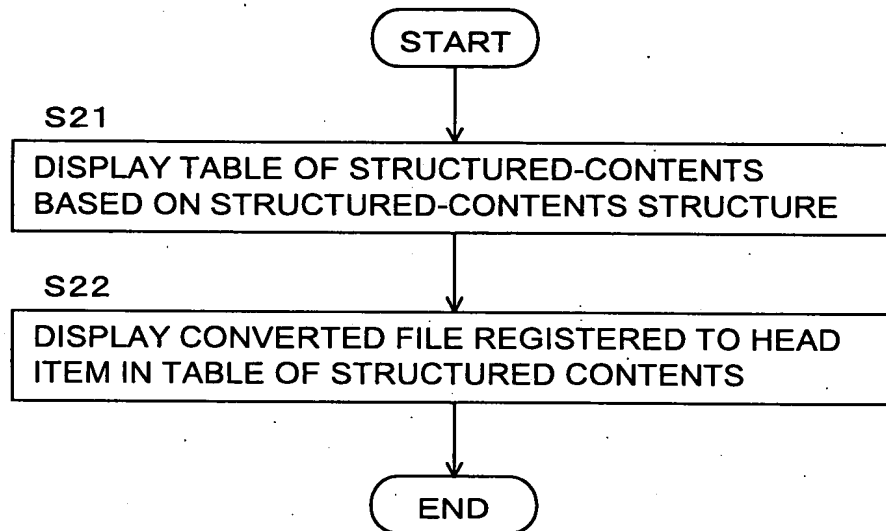 START
S21
DISPLAY TABLE OF STRUCTURED-CONTENTS
BASED ON STRUCTURED-CONTENTS STRUCTURE
S22
DISPLAY CONVERTED FILE REGISTERED TO HEAD
ITEM IN TABLE OF STRUCTURED CONTENTS
END